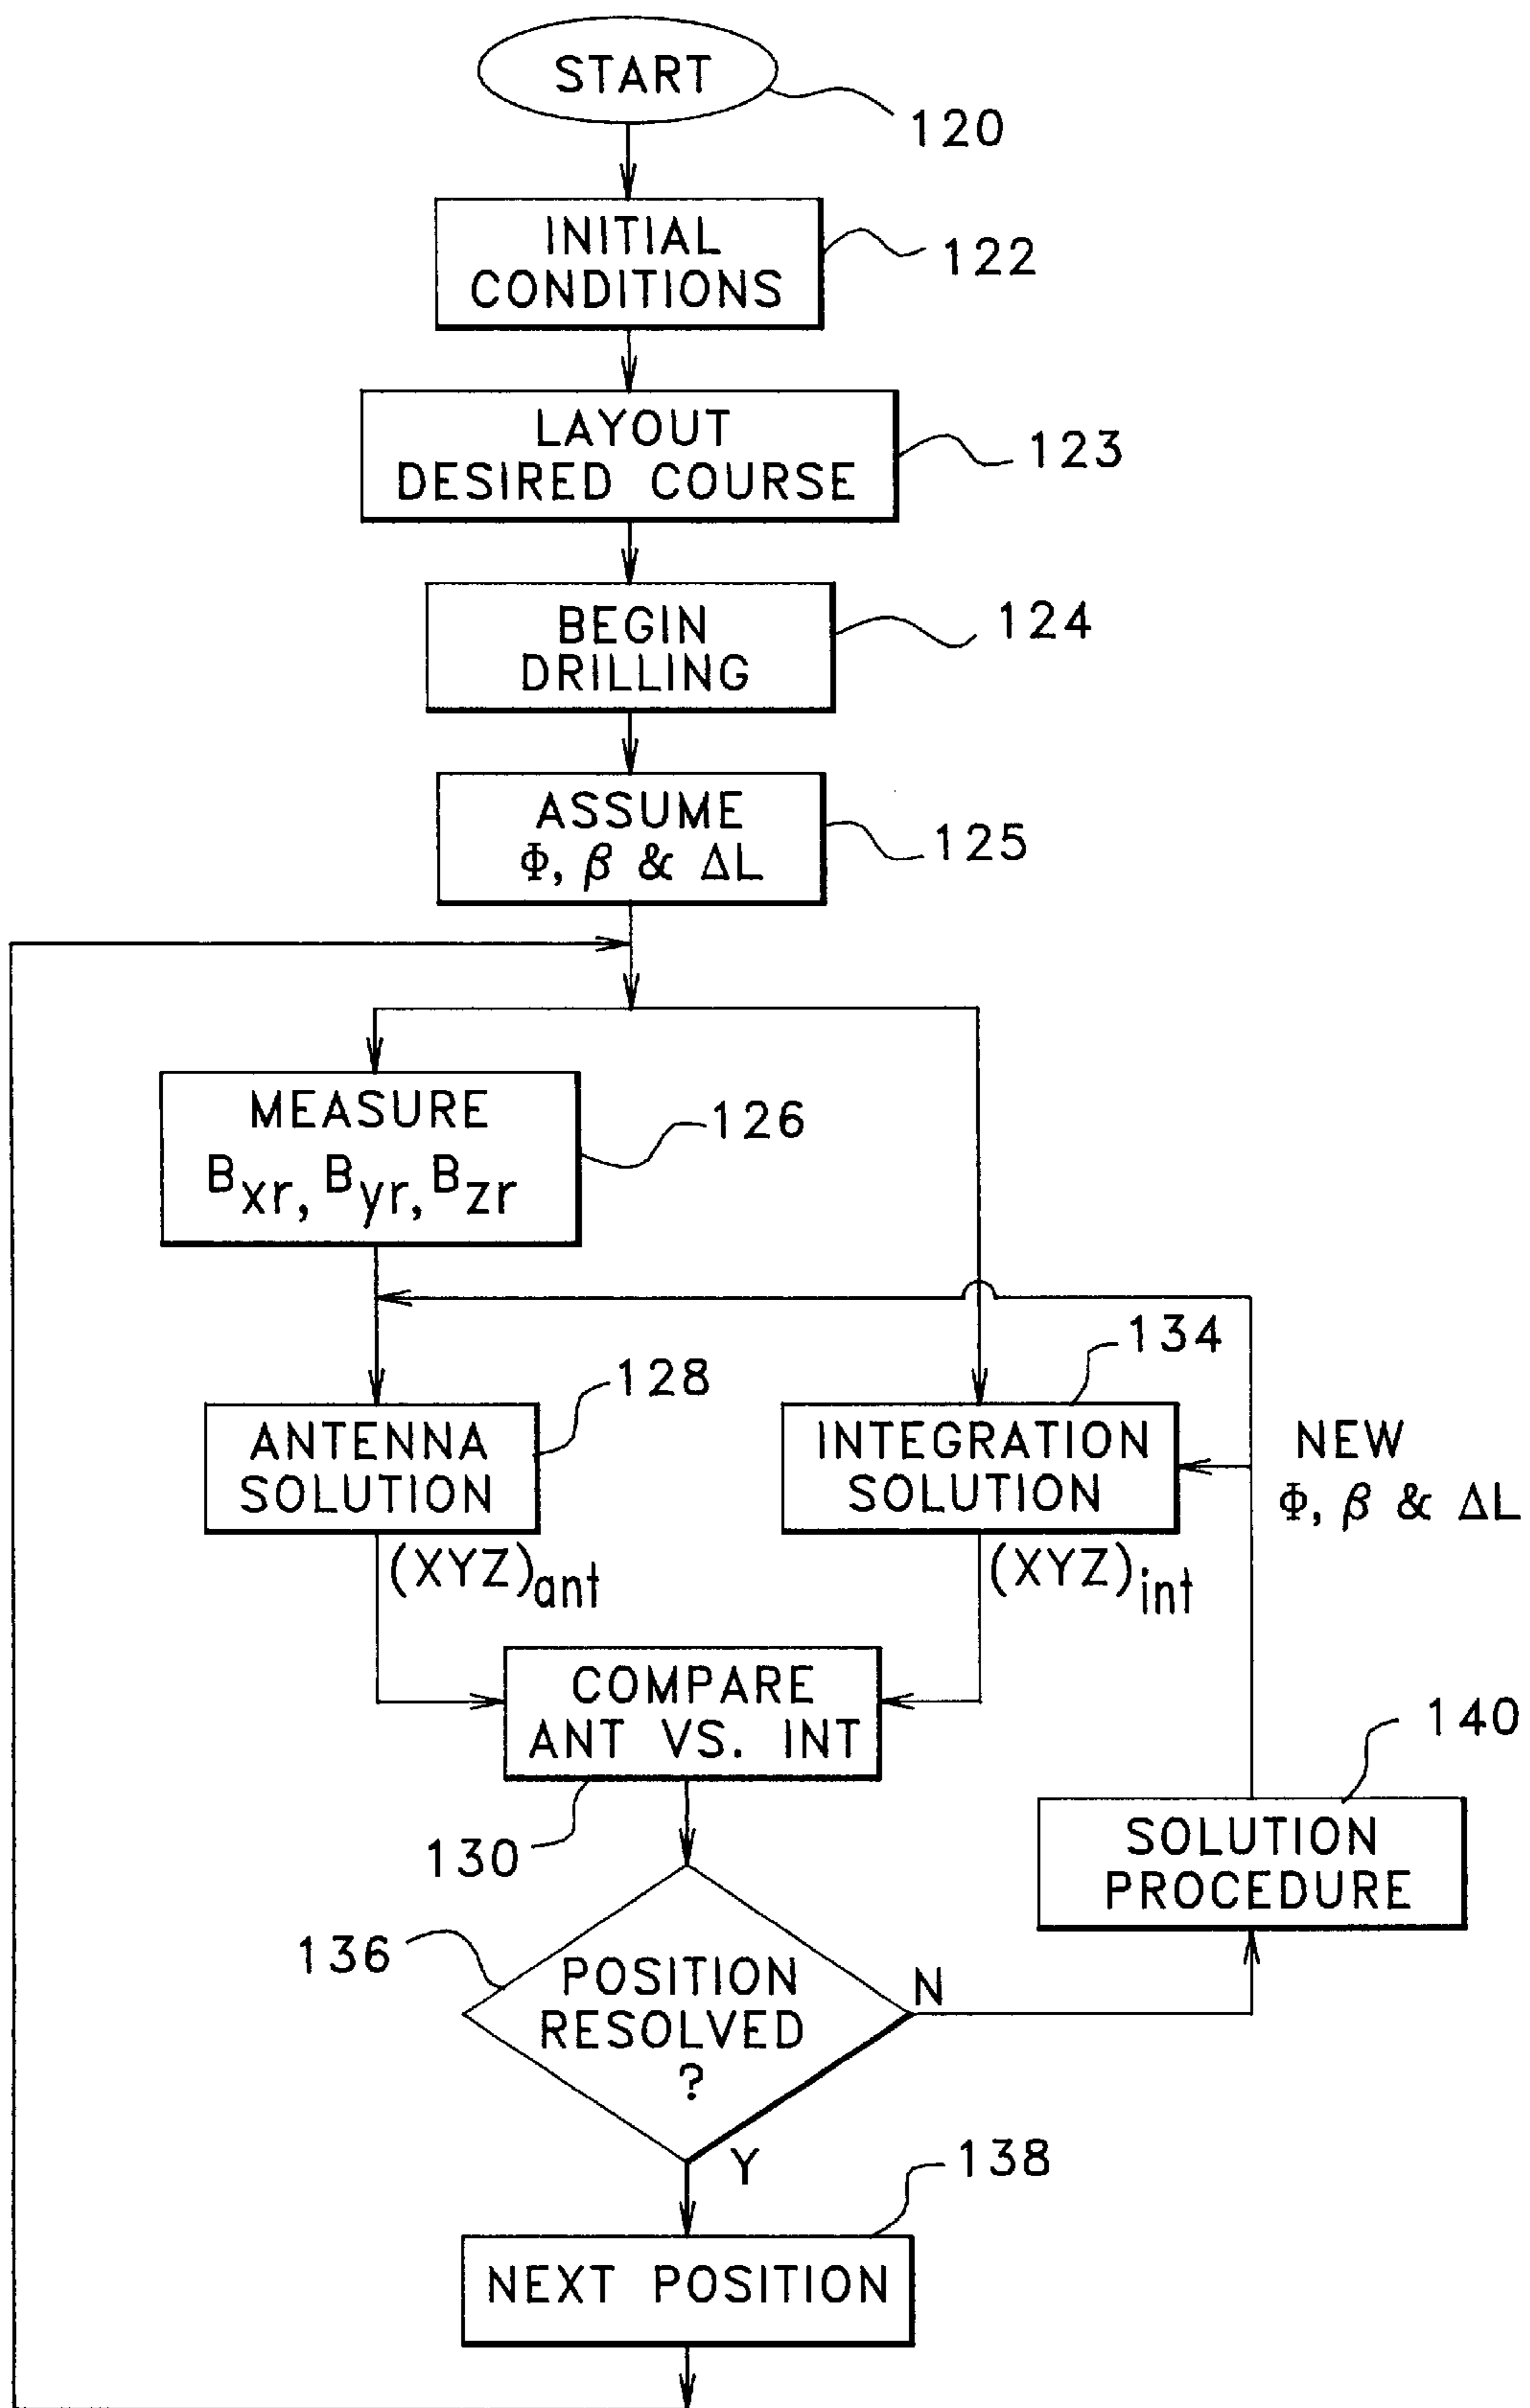 START
120
INITIAL
CONDITIONS
122
LAYOUT
DESIRED COURSE
123
BEGIN
DRILLING
124
ASSUME
Φ, β & ΔL
125
MEASURE
Bxr, Byr, Bzr
126
ANTENNA
SOLUTION
128
INTEGRATION
SOLUTION
134
NEW
Φ, β & ΔL
(XYZ)ant
(XYZ)int
COMPARE
ANT VS. INT
130
SOLUTION
PROCEDURE
140
POSITION
RESOLVED
?
136
N
Y
NEXT POSITION
138